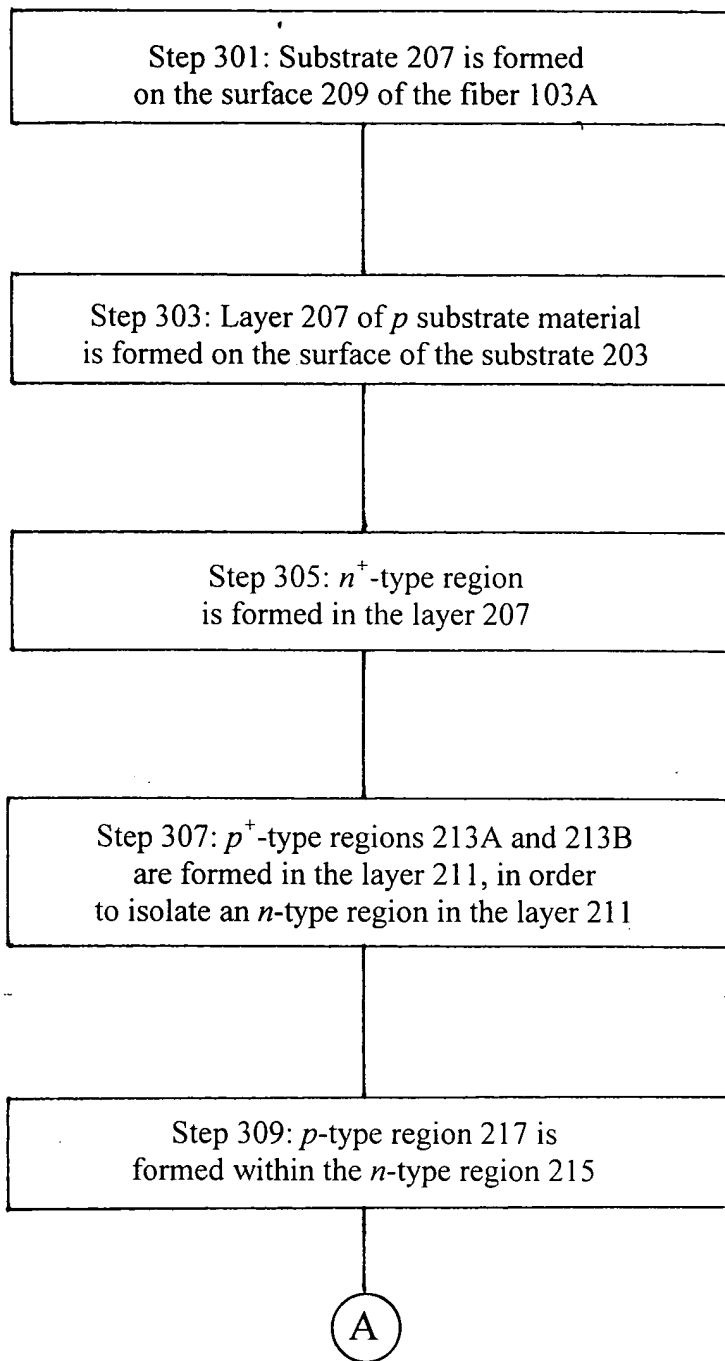 Step 301: Substrate 207 is formed
on the surface 209 of the fiber 103A
Step 303: Layer 207 of p substrate material
is formed on the surface of the substrate 203
Step 305: n⁺-type region
is formed in the layer 207
Step 307: p⁺-type regions 213A and 213B
are formed in the layer 211, in order
to isolate an n-type region in the layer 211
Step 309: p-type region 217 is
formed within the n-type region 215
A